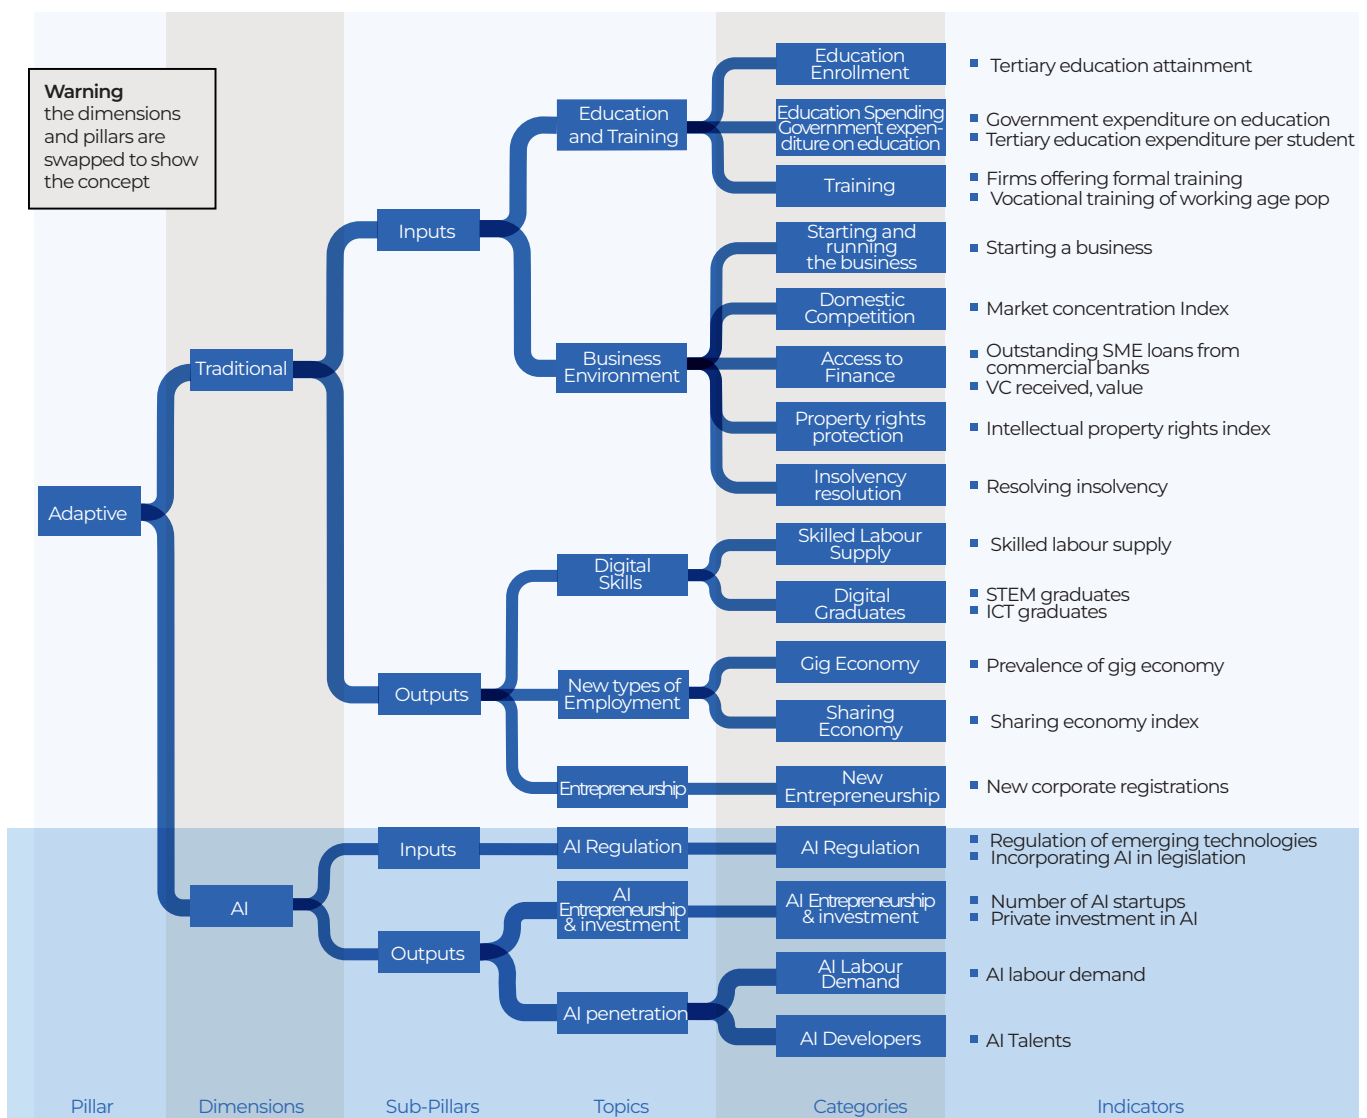 Warning
the dimensions
and pillars are
swapped to show
the concept
Adaptive
Traditional
AI
Inputs
Outputs
Inputs
Outputs
Education
and Training
Business
Environment
Digital
Skills
New types of
Employment
Entrepreneurship
AI Regulation
AI
Entrepreneurship
& investment
AI penetration
Education
Enrollment
Education Spending
Government expen-
diture on education
Training
Starting and
running
the business
Domestic
Competition
Access to
Finance
Property rights
protection
Insolvency
resolution
Skilled Labour
Supply
Digital
Graduates
Gig Economy
Sharing
Economy
New
Entrepreneurship
AI Regulation
AI Entrepreneurship
& investment
AI Labour
Demand
AI Developers
Tertiary education attainment
Government expenditure on education
Tertiary education expenditure per student
Firms offering formal training
Vocational training of working age pop
Starting a business
Market concentration Index
Outstanding SME loans from
commercial banks
VC received, value
Intellectual property rights index
Resolving insolvency
Skilled labour supply
STEM graduates
ICT graduates
Prevalence of gig economy
Sharing economy index
New corporate registrations
Regulation of emerging technologies
Incorporating AI in legislation
Number of AI startups
Private investment in AI
AI labour demand
AI Talents
Pillar
Dimensions
Sub-Pillars
Topics
Categories
Indicators